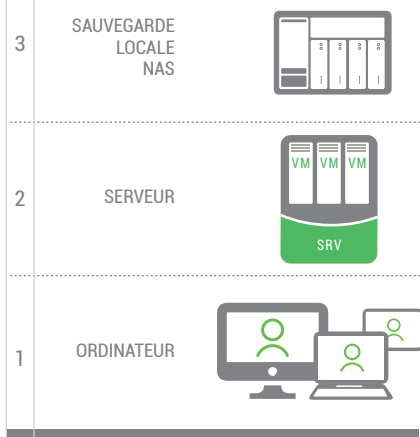 3
SAUVEGARDE
LOCALE
NAS
2
SERVEUR
VM VM VM
SRV
1
ORDINATEUR